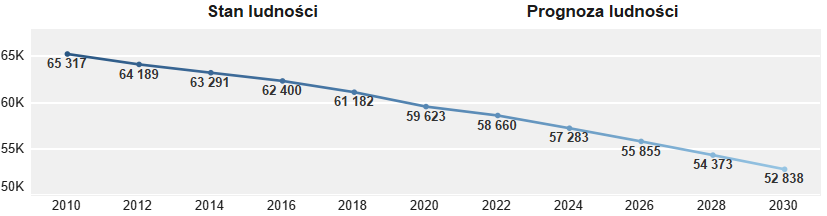 Stan ludności Prognoza ludności
65K
60K
55K
50K
65 317 64 189 63 291 62 400 61 182 59 623 58 660 57 283 55 855 54 373 52 838
2010 2012 2014 2016 2018 2020 2022 2024 2026 2028 2030